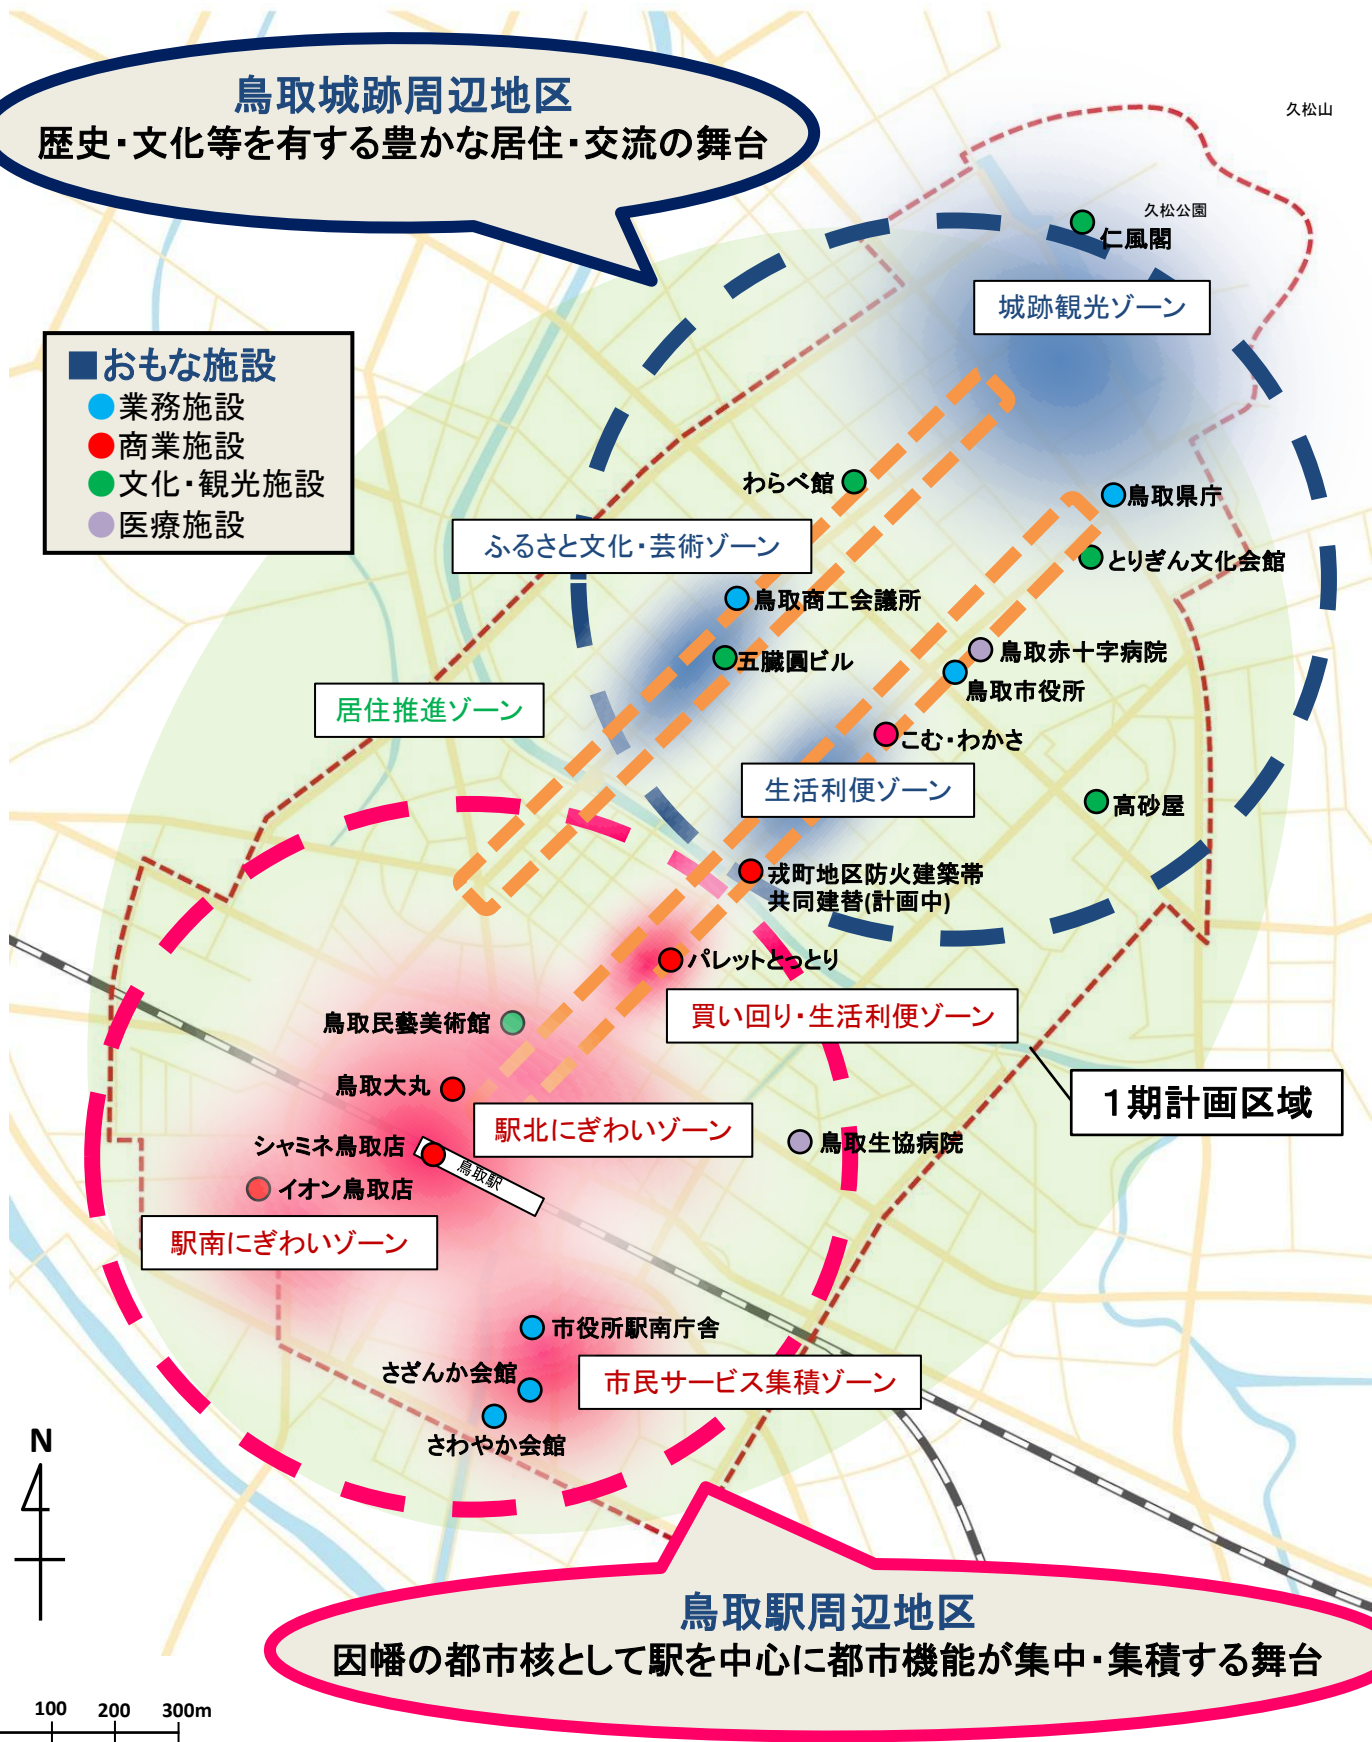 鳥取城跡周辺地区
歴史・文化等を有する豊かな居住・交流の舞台
久松山
久松公園
仁風閣
城跡観光ゾーン
■おもな施設
業務施設
商業施設
文化・観光施設
医療施設
わらべ館
鳥取県庁
ふるさと文化・芸術ゾーン
とりぎん文化会館
鳥取商工会議所
五臓圓ビル
鳥取赤十字病院
鳥取市役所
居住推進ゾーン
こむ・わかさ
生活利便ゾーン
高砂屋
戎町地区防火建築帯
共同建替(計画中)
パレットとっとり
買い回り・生活利便ゾーン
鳥取民藝美術館
鳥取大丸
１期計画区域
駅北にぎわいゾーン
シャミネ鳥取店
鳥取駅
鳥取生協病院
イオン鳥取店
駅南にぎわいゾーン
市役所駅南庁舎
さざんか会館
市民サービス集積ゾーン
さわやか会館
N
鳥取駅周辺地区
因幡の都市核として駅を中心に都市機能が集中・集積する舞台
100 200 300m